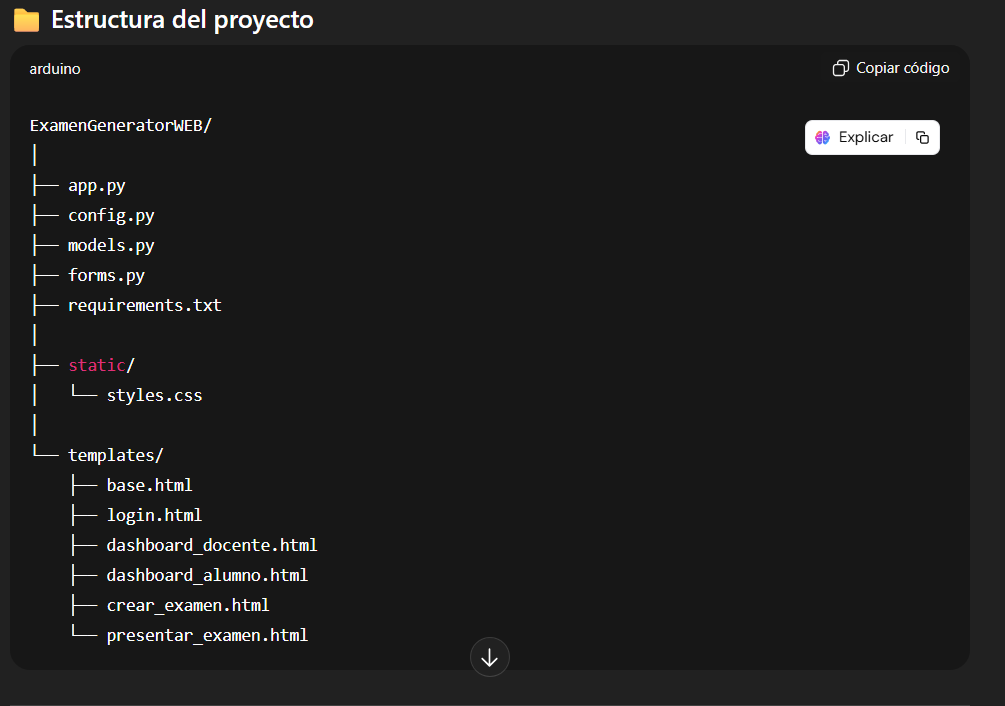 Estructura del proyecto
arduino
Copiar código
ExamenGeneratorWEB/
Explicar
│
├── app.py
├── config.py
├── models.py
├── forms.py
├── requirements.txt
│
├── static/
│   └── styles.css
│
└── templates/
    ├── base.html
    ├── login.html
    ├── dashboard_docente.html
    ├── dashboard_alumno.html
    ├── crear_examen.html
    └── presentar_examen.html